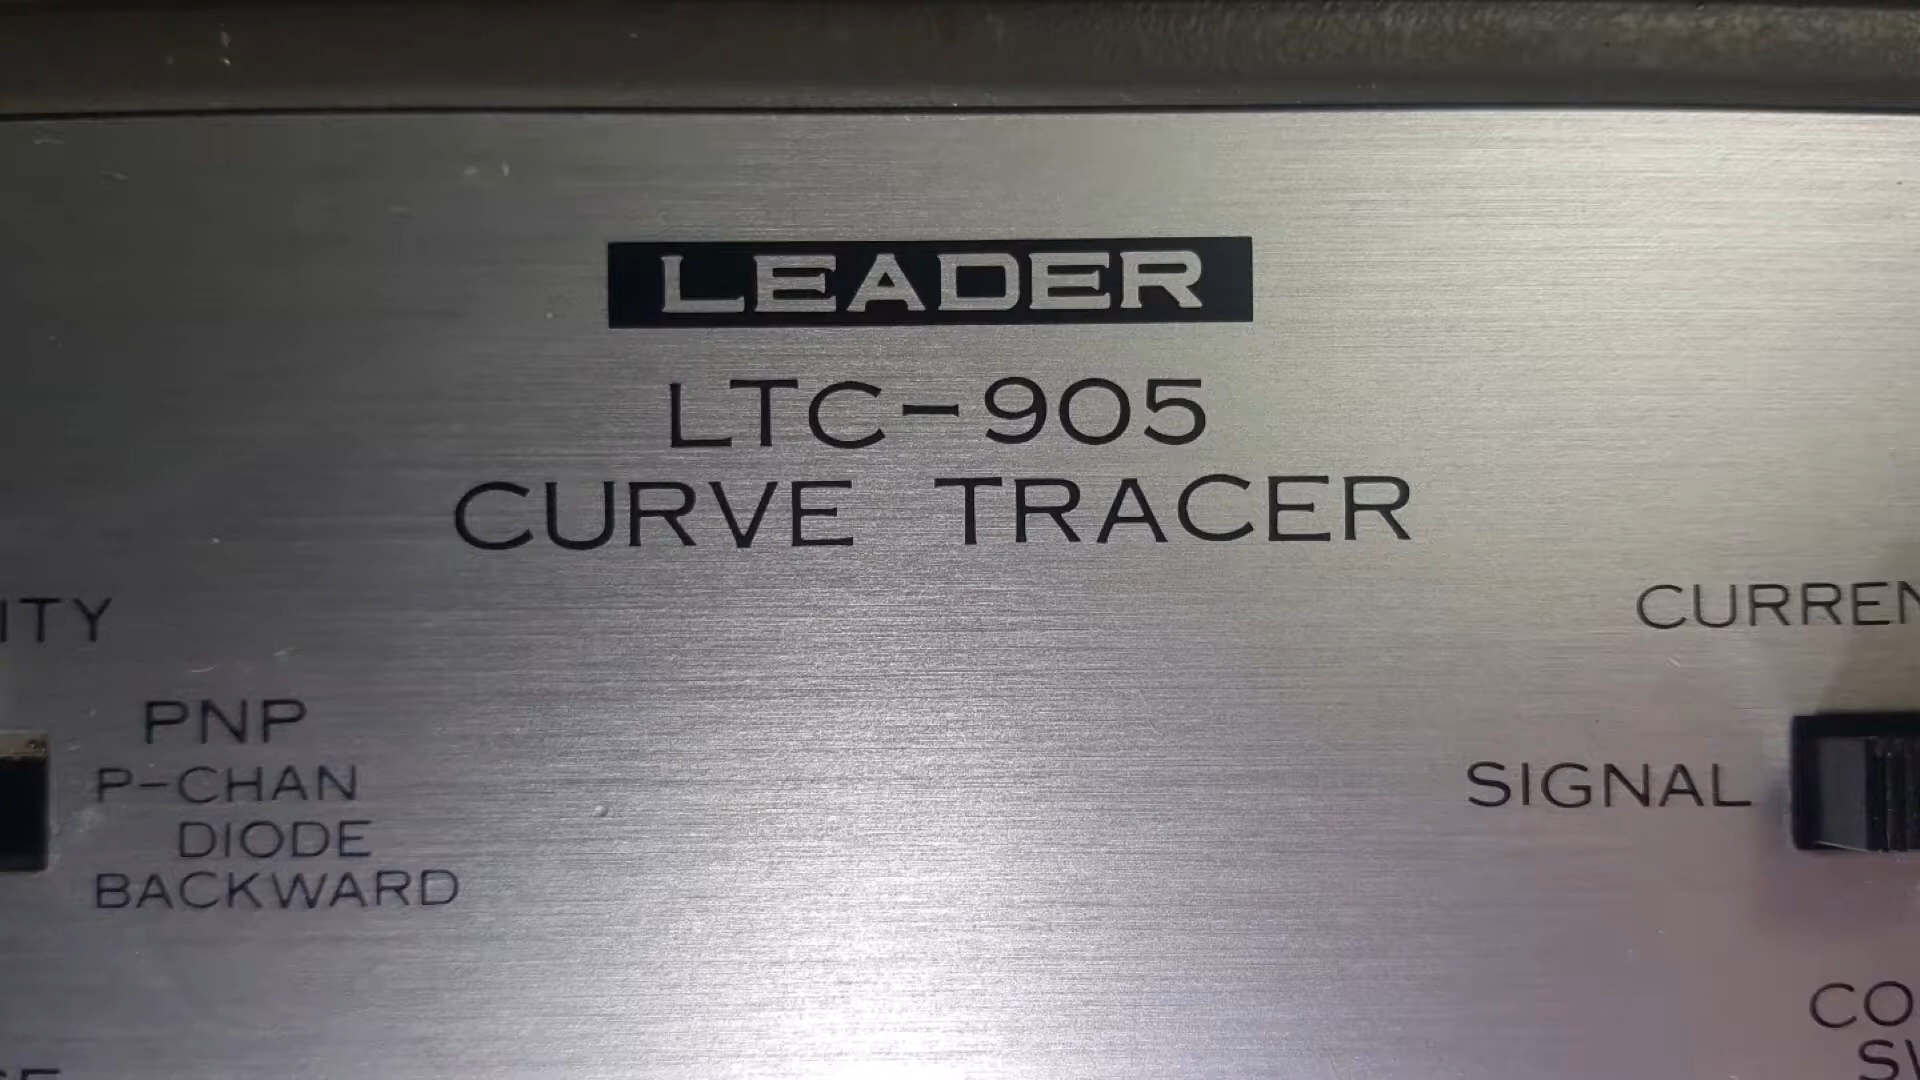 LEADER
LTC-905
CURVE TRACER
PNP
P-CHAN
DIODE
BACKWARD
SIGNAL